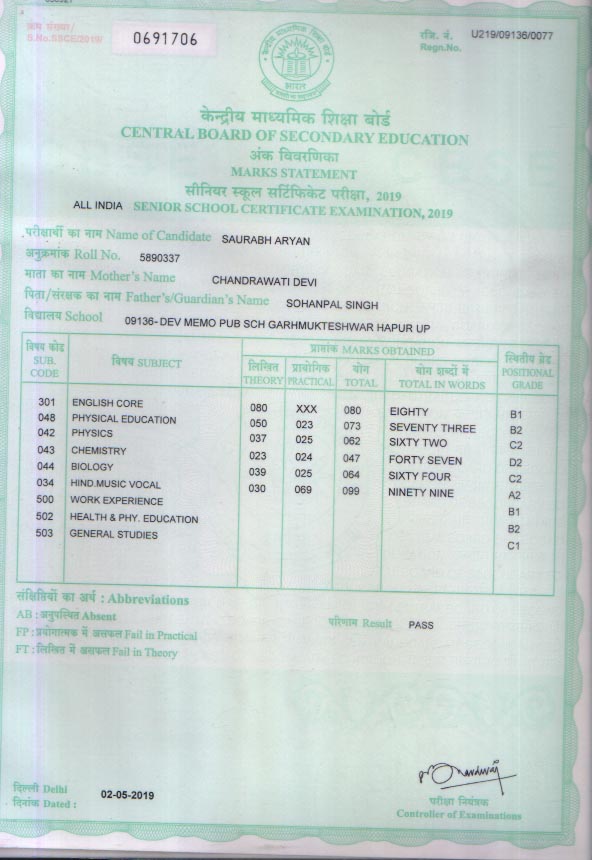 क्रम संख्या/
S.No.SSCE/2019/
0691706
रजि. नं.
Regn.No.
U219/09136/0077
केन्द्रीय माध्यमिक शिक्षा बोर्ड
भारत
केन्द्रीय माध्यमिक शिक्षा बोर्ड
CENTRAL BOARD OF SECONDARY EDUCATION
अंक विवरणिका
MARKS STATEMENT
सीनियर स्कूल सर्टिफिकेट परीक्षा, 2019
ALL INDIA SENIOR SCHOOL CERTIFICATE EXAMINATION, 2019
परीक्षार्थी का नाम Name of Candidate SAURABH ARYAN
अनुक्रमांक Roll No. 5890337
माता का नाम Mother's Name CHANDRAWATI DEVI
पिता/संरक्षक का नाम Father's/Guardian's Name SOHANPAL SINGH
विद्यालय School 09136- DEV MEMO PUB SCH GARHMUKTESHWAR HAPUR UP
विषय कोड SUB. CODE विषय SUBJECT प्राप्तांक MARKS OBTAINED स्थितीय ग्रेड POSITIONAL GRADE
लिखित THEORY प्रायोगिक PRACTICAL योग TOTAL योग शब्दों में TOTAL IN WORDS
301 ENGLISH CORE 080 XXX 080 EIGHTY B1
048 PHYSICAL EDUCATION 050 023 073 SEVENTY THREE B2
042 PHYSICS 037 025 062 SIXTY TWO C2
043 CHEMISTRY 023 024 047 FORTY SEVEN D2
044 BIOLOGY 039 025 064 SIXTY FOUR C2
034 HIND.MUSIC VOCAL 030 069 099 NINETY NINE A2
500 WORK EXPERIENCE B1
502 HEALTH & PHY. EDUCATION B2
503 GENERAL STUDIES C1
संक्षिप्तियों का अर्थ : Abbreviations
AB : अनुपस्थित Absent
परिणाम Result PASS
FP : प्रयोगात्मक में असफल Fail in Practical
FT : लिखित में असफल Fail in Theory
दिल्ली Delhi
दिनांक Dated : 02-05-2019
परीक्षा नियंत्रक
Controller of Examinations